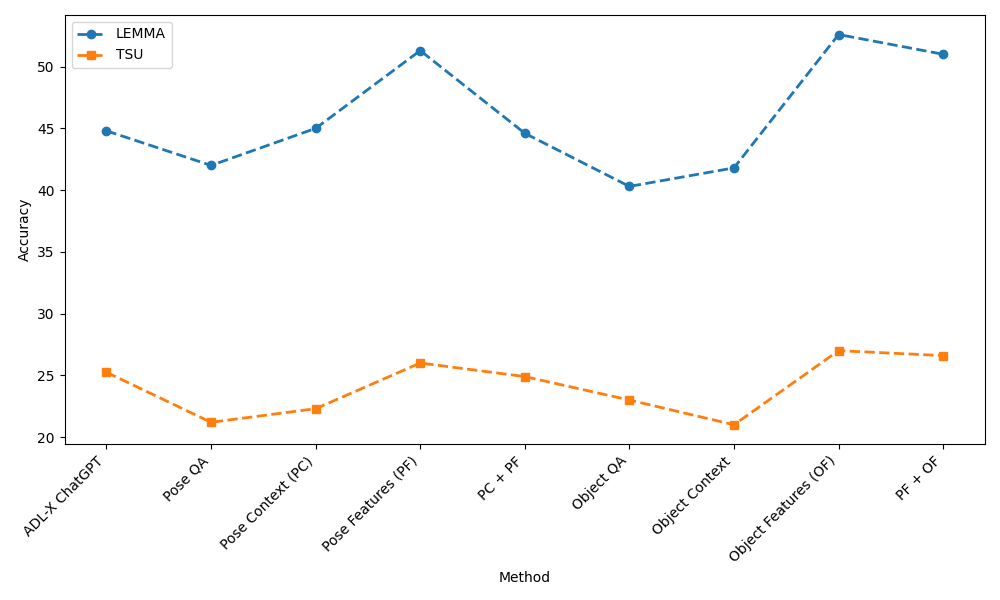 LEMMA
TSU
Accuracy
50
45
40
35
30
25
20
ADL-X ChatGPT
Pose QA
Pose Context (PC)
Pose Features (PF)
PC + PF
Object QA
Object Context
Object Features (OF)
PF + OF
Method